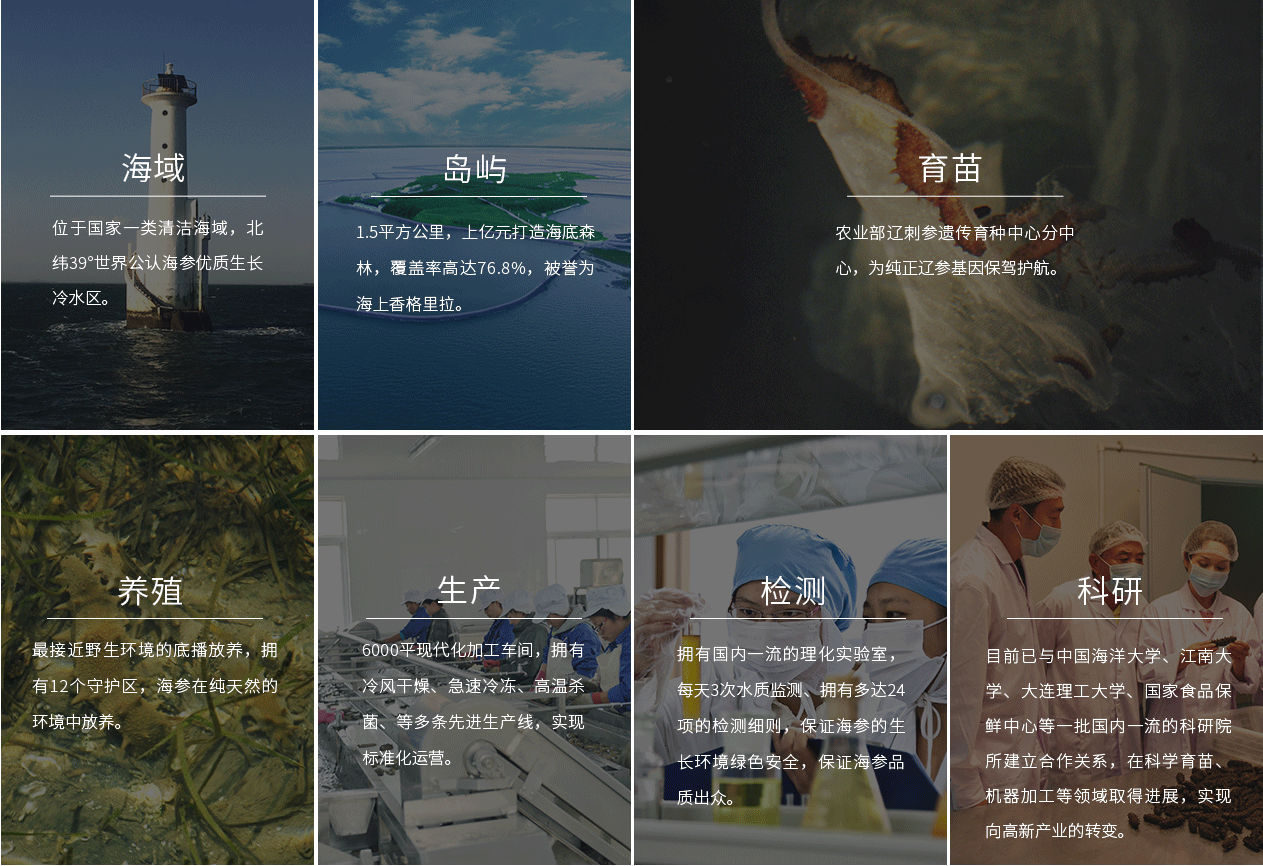 海域
位于国家一类清洁海域，北
纬39°世界公认海参优质生长
冷水区。
岛屿
1.5平方公里，上亿元打造海底森
林，覆盖率高达76.8%，被誉为
海上香格里拉。
育苗
农业部辽刺参遗传育种中心分中
心，为纯正辽参基因保驾护航。
养殖
最接近野生环境的底播放养，拥
有12个守护区，海参在纯天然的
环境中放养。
生产
6000平现代化加工车间，拥有
冷风干燥、急速冷冻、高温杀
菌、等多条先进生产线，实现
标准化运营。
检测
拥有国内一流的理化实验室，
每天3次水质监测、拥有多达24
项的检测细则，保证海参的生
长环境绿色安全，保证海参品
质出众。
科研
目前已与中国海洋大学、江南大
学、大连理工大学、国家食品保
鲜中心等一批国内一流的科研院
所建立合作关系，在科学育苗、
机器加工等领域取得进展，实现
向高新产业的转变。